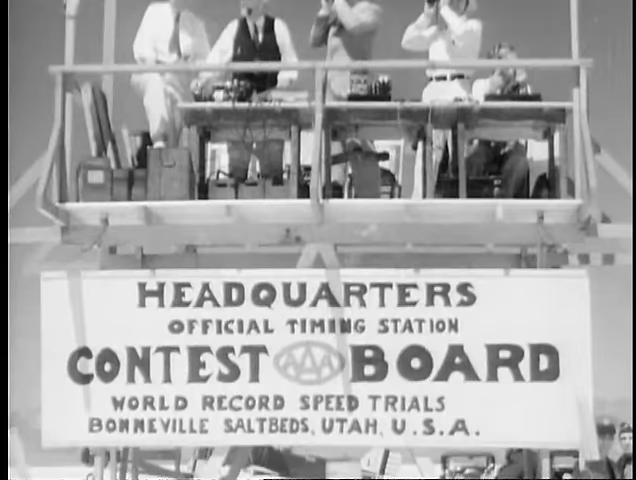 HEADQUARTERS
OFFICIAL TIMING STATION
CONTEST AAA BOARD
WORLD RECORD SPEED TRIALS
BONNEVILLE SALTBEDS, UTAH, U.S.A.